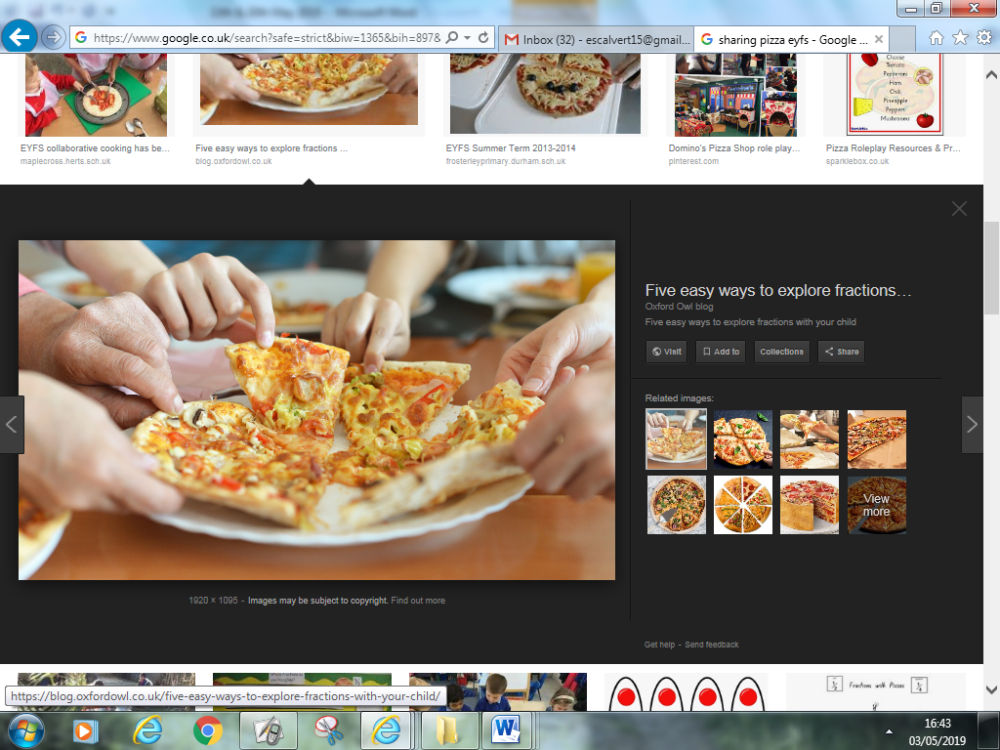 https://www.google.co.uk/search?safe=strict&biw=1365&bih=897&
Inbox (32) - escalvert15@gmail...
sharing pizza eyfs - Google ...
Cheese
Tomato
Pepperoni
Ham
Chili
Pineapple
Peppers
Mushrooms
EYFS collaborative cooking has be...
maplecross.herts.sch.uk
Five easy ways to explore fractions ...
blog.oxfordowl.co.uk
EYFS Summer Term 2013-2014
frosterleyprimary.durham.sch.uk
Domino's Pizza Shop role play...
pinterest.com
Pizza Roleplay Resources & Pr...
sparklebox.co.uk
Five easy ways to explore fractions...
Oxford Owl blog
Five easy ways to explore fractions with your child
Visit
Add to
Collections
Share
Related images:
View
more
1920 × 1095 - Images may be subject to copyright. Find out more
Get help - Send feedback
Fractions with Pizzas
https://blog.oxfordowl.co.uk/five-easy-ways-to-explore-fractions-with-your-child/
16:43
03/05/2019